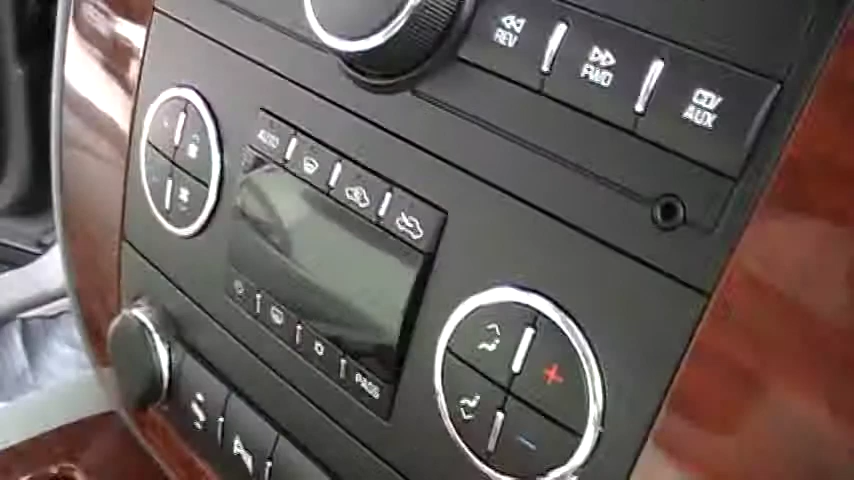 REV
FWD
CD/
AUX
AUTO
PASS